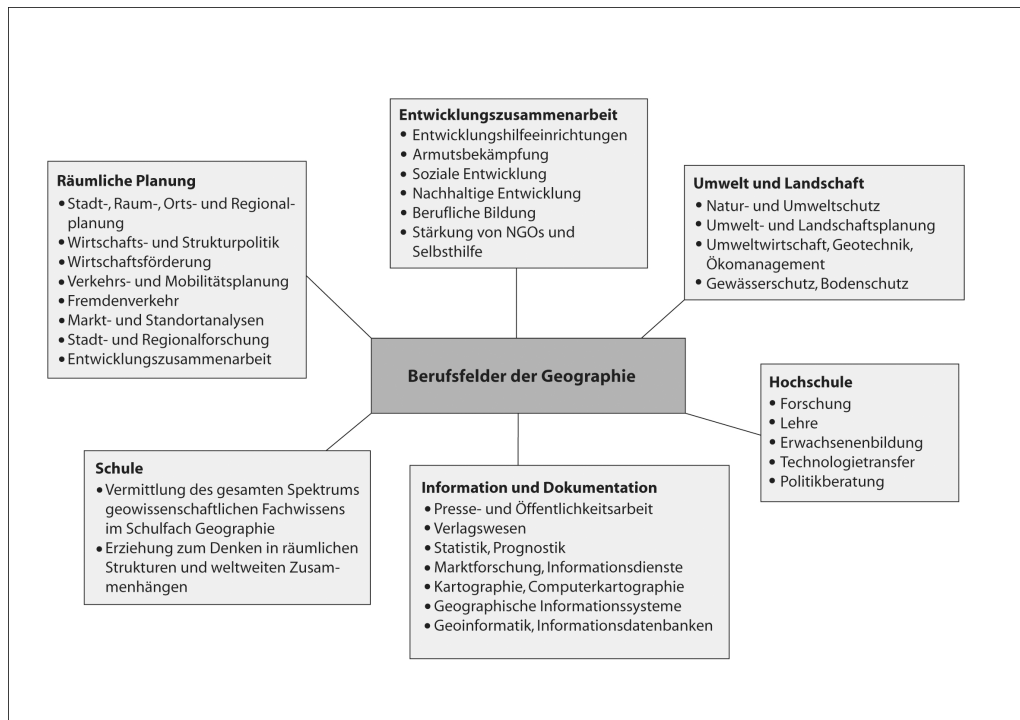 Entwicklungszusammenarbeit
• Entwicklungshilfeeinrichtungen
• Armutsbekämpfung
• Soziale Entwicklung
• Nachhaltige Entwicklung
• Berufliche Bildung
• Stärkung von NGOs und
Selbsthilfe
Räumliche Planung
• Stadt-, Raum-, Orts- und Regional-
planung
• Wirtschafts- und Strukturpolitik
• Wirtschaftsförderung
• Verkehrs- und Mobilitätsplanung
• Fremdenverkehr
• Markt- und Standortanalysen
• Stadt- und Regionalforschung
• Entwicklungszusammenarbeit
Umwelt und Landschaft
• Natur- und Umweltschutz
• Umwelt- und Landschaftsplanung
• Umweltwirtschaft, Geotechnik,
Ökomanagement
• Gewässerschutz, Bodenschutz
Berufsfelder der Geographie
Hochschule
• Forschung
• Lehre
• Erwachsenenbildung
• Technologietransfer
• Politikberatung
Schule
• Vermittlung des gesamten Spektrums
geowissenschaftlichen Fachwissens
im Schulfach Geographie
• Erziehung zum Denken in räumlichen
Strukturen und weltweiten Zusam-
menhängen
Information und Dokumentation
• Presse- und Öffentlichkeitsarbeit
• Verlagswesen
• Statistik, Prognostik
• Marktforschung, Informationsdienste
• Kartographie, Computerkartographie
• Geographische Informationssysteme
• Geoinformatik, Informationsdatenbanken